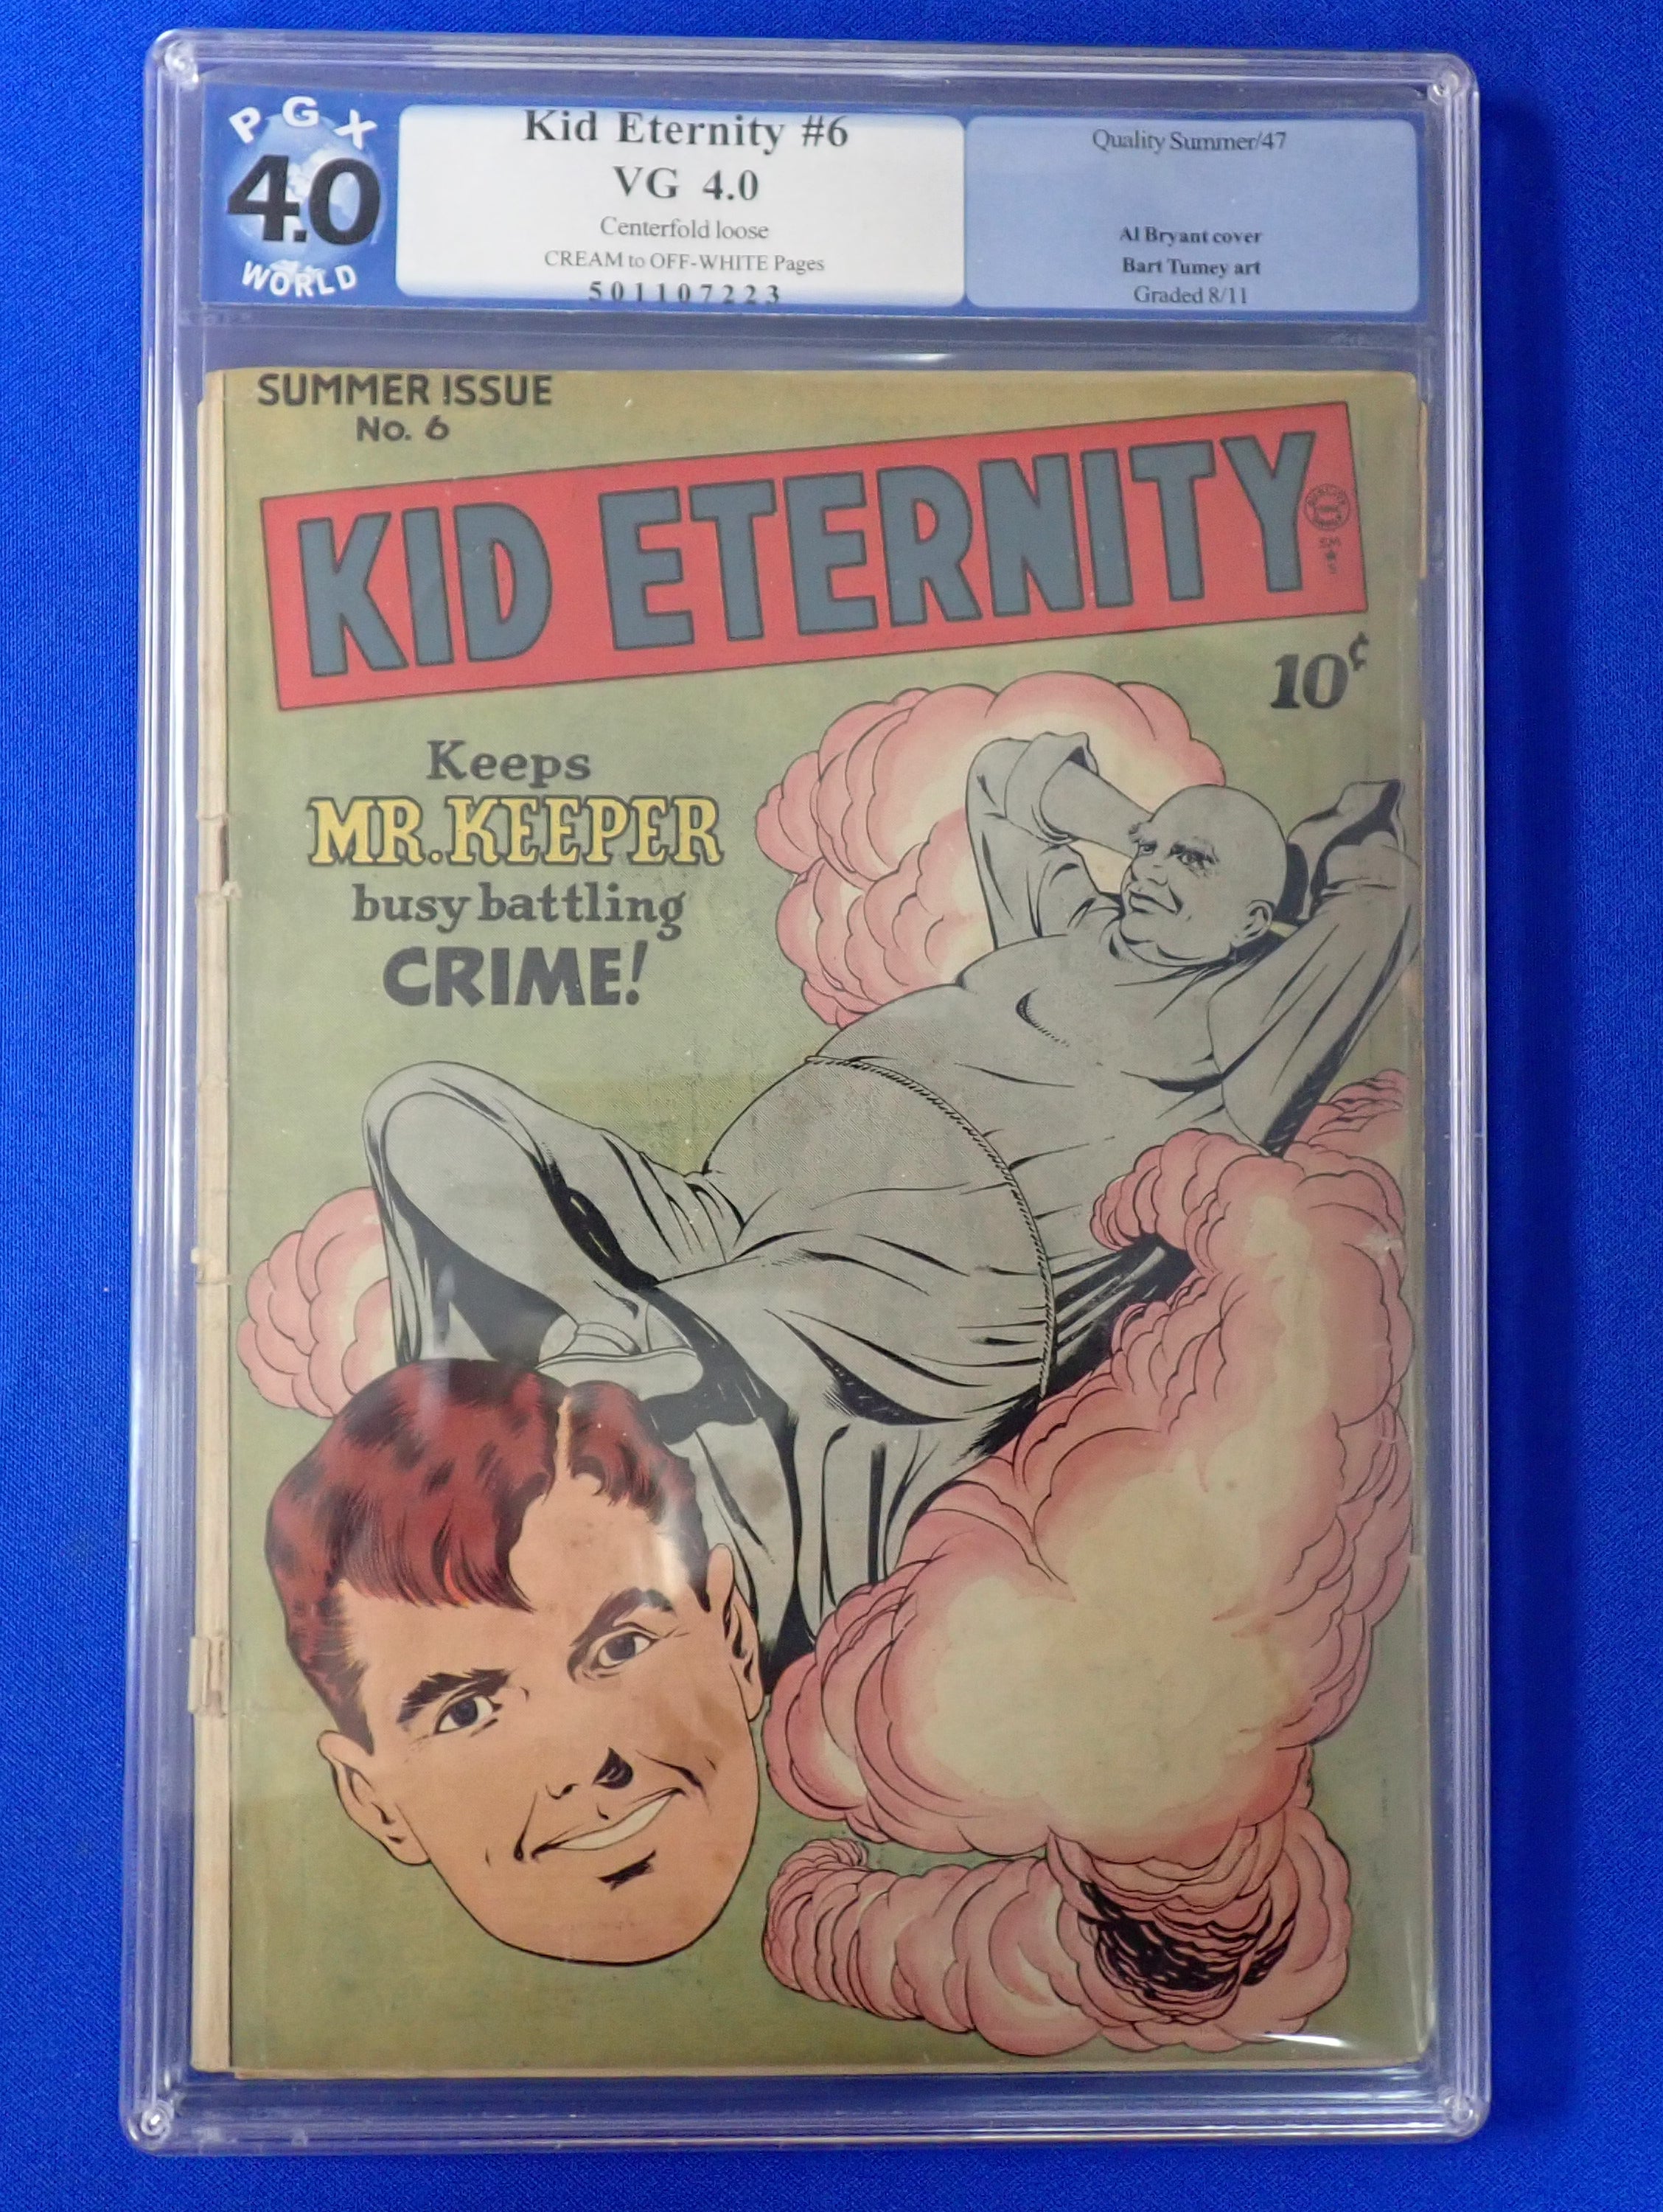 PGX
4.0
WORLD
Kid Eternity #6
VG 4.0
Centerfold loose
CREAM to OFF-WHITE Pages
501107223
Quality Summer/47
Al Bryant cover
Bart Tumey art
Graded 8/11
SUMMER ISSUE
No. 6
KID ETERNITY
10¢
Keeps
MR. KEEPER
busy battling
CRIME!